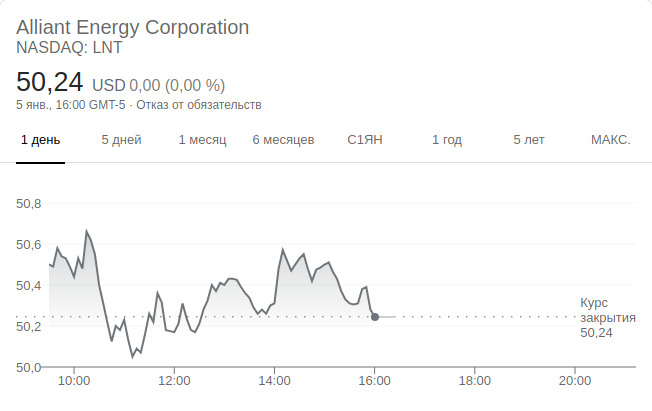 Alliant Energy Corporation
NASDAQ: LNT
50,24 USD 0,00 (0,00 %)
5 янв., 16:00 GMT-5 · Отказ от обязательств
1 день 5 дней 1 месяц 6 месяцев С1ЯН 1 год 5 лет МАКС.
50,8
50,6
50,4
50,2
50,0
Курс
закрытия
50,24
10:00 12:00 14:00 16:00 18:00 20:00